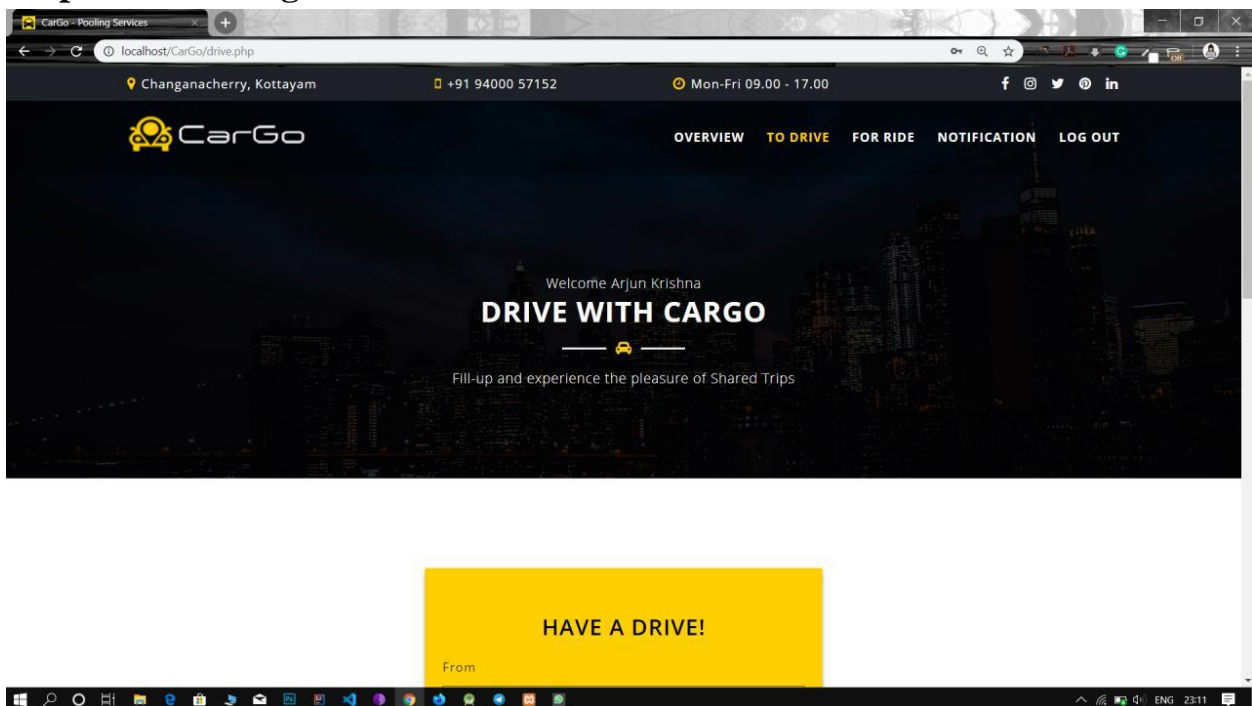 CarGo - Pooling Services
localhost/CarGo/drive.php
Changanacherry, Kottayam
+91 94000 57152
Mon-Fri 09.00 - 17.00
CarGo
OVERVIEW TO DRIVE FOR RIDE NOTIFICATION LOG OUT
Welcome Arjun Krishna
DRIVE WITH CARGO
Fill-up and experience the pleasure of Shared Trips
HAVE A DRIVE!
From
ENG 23:11